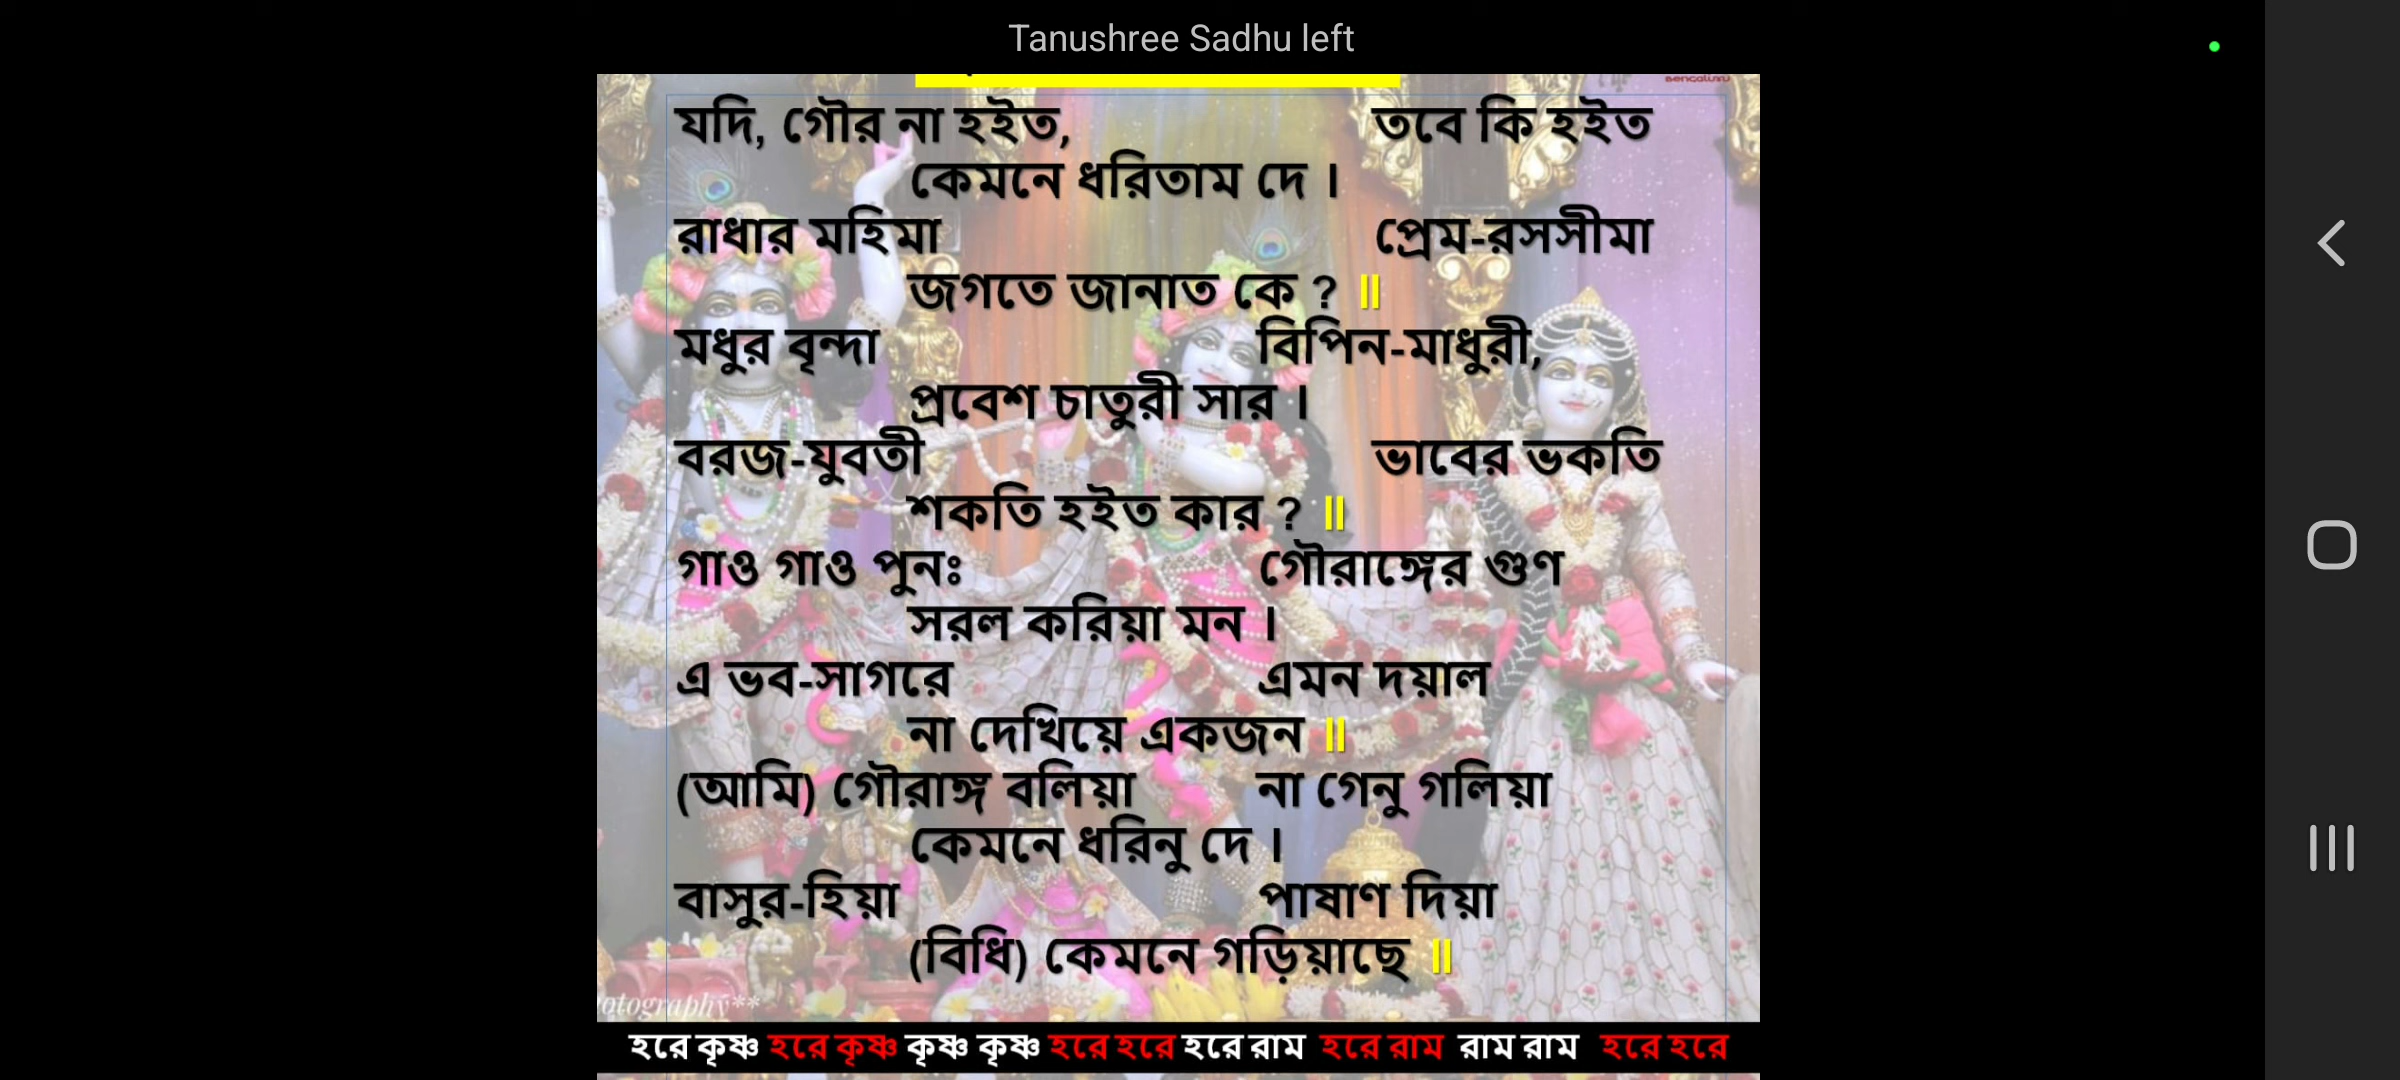 Tanushree Sadhu left
Bengaluru
যদি, গৌর না হইত, তবে কি হইত
কেমনে ধরিতাম দে ।
রাধার মহিমা প্রেম-রসসীমা
জগতে জানাত কে ? ॥
মধুর বৃন্দা বিপিন-মাধুরী,
প্রবেশ চাতুরী সার ।
বরজ-যুবতী ভাবের ভকতি
শকতি হইত কার ? ॥
গাও গাও পুনঃ গৌরাঙ্গের গুণ
সরল করিয়া মন ।
এ ভব-সাগরে এমন দয়াল
না দেখিয়ে একজন ॥
(আমি) গৌরাঙ্গ বলিয়া না গেনু গলিয়া
কেমনে ধরিনু দে ।
বাসুর-হিয়া পাষাণ দিয়া
(বিধি) কেমনে গড়িয়াছে ॥
otography**
হরে কৃষ্ণ হরে কৃষ্ণ কৃষ্ণ কৃষ্ণ হরে হরে হরে রাম হরে রাম রাম রাম হরে হরে